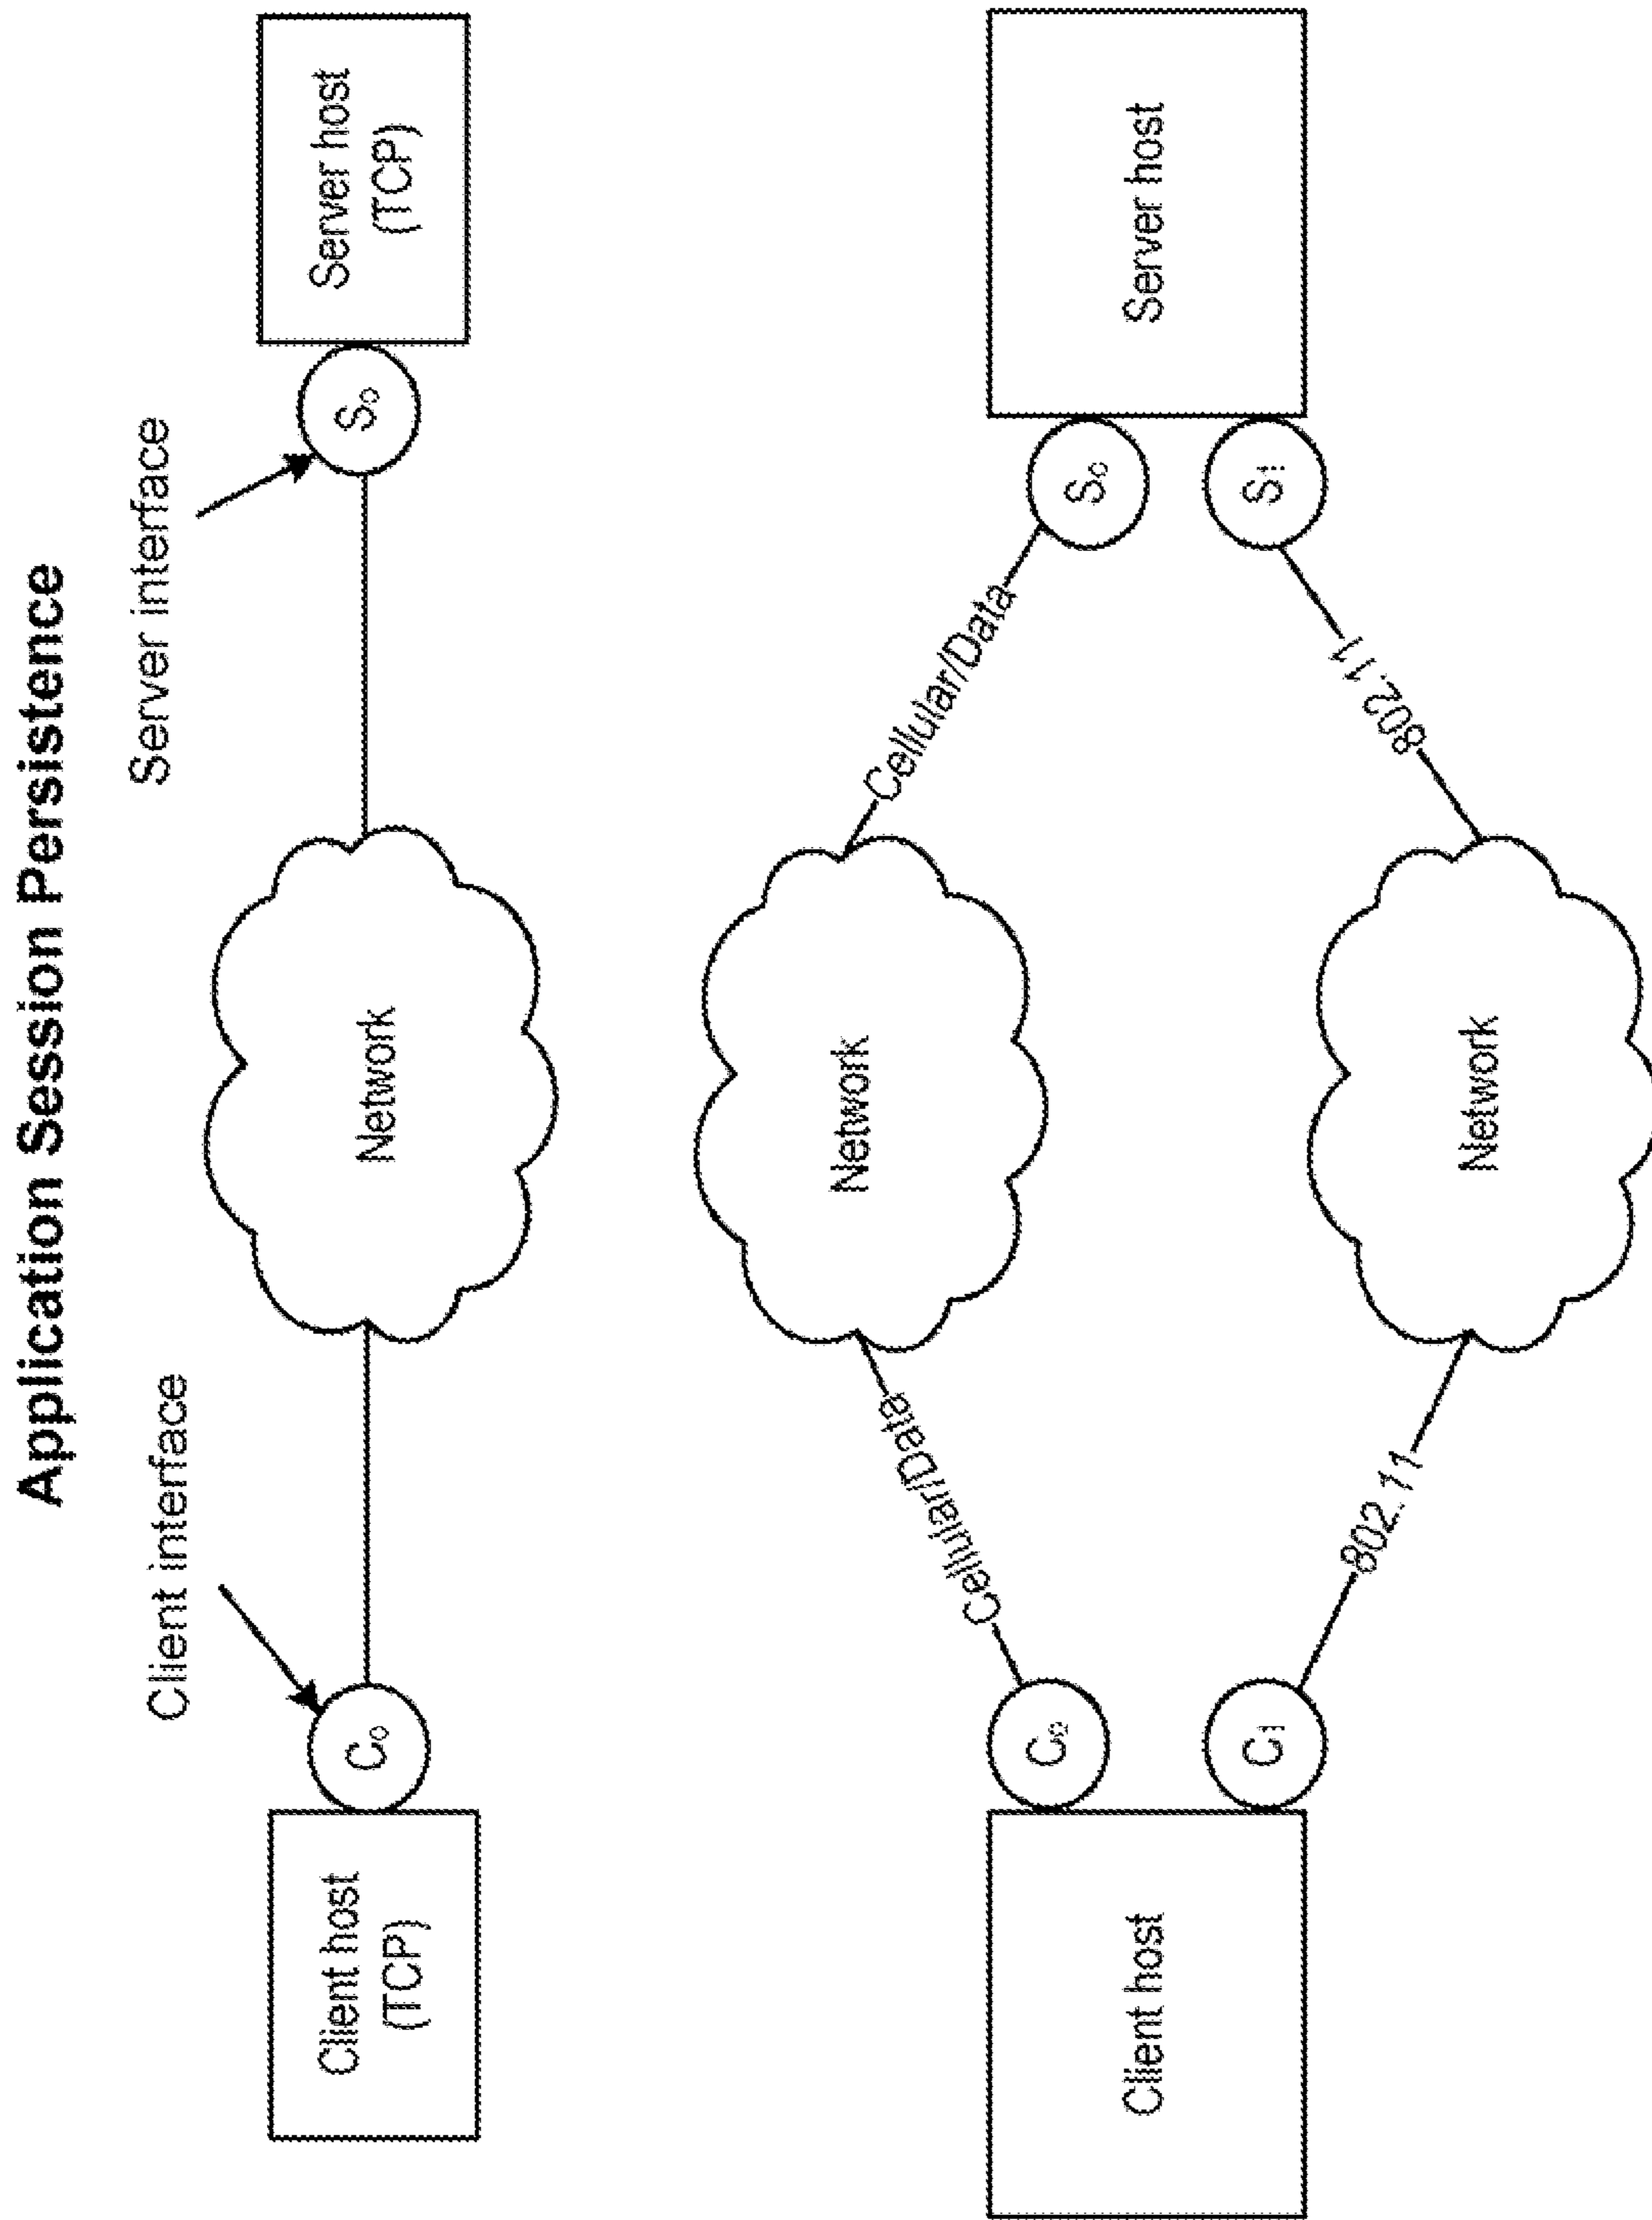 Application Session Persistence
Client interface
Server interface
Client host
(TCP)
C₀
Network
S₀
Server host
(TCP)
Cellular/Data
Network
Cellular/Data
Client host
C₀
S₀
Server host
C₁
S₁
802.11
Network
802.11